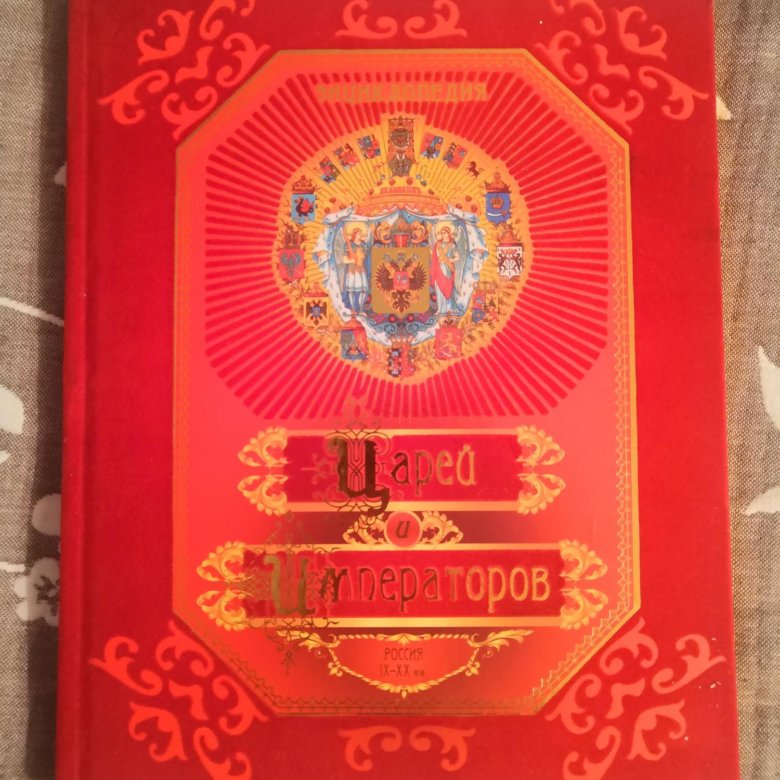 ЭНЦИКЛОПЕДИЯ
Царей
и
Императоров
РОССИЯ
IX–XX вв.